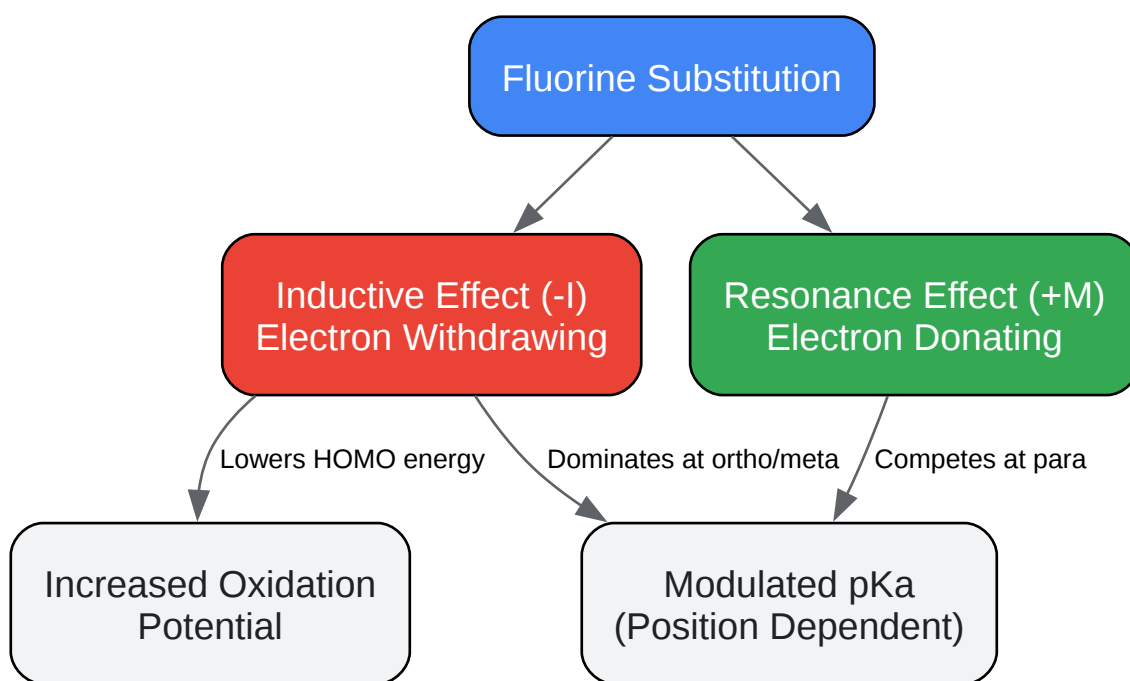 Fluorine Substitution
Inductive Effect (-I)
Electron Withdrawing
Resonance Effect (+M)
Electron Donating
Lowers HOMO energy
Dominates at ortho/meta
Competes at para
Increased Oxidation
Potential
Modulated pKa
(Position Dependent)